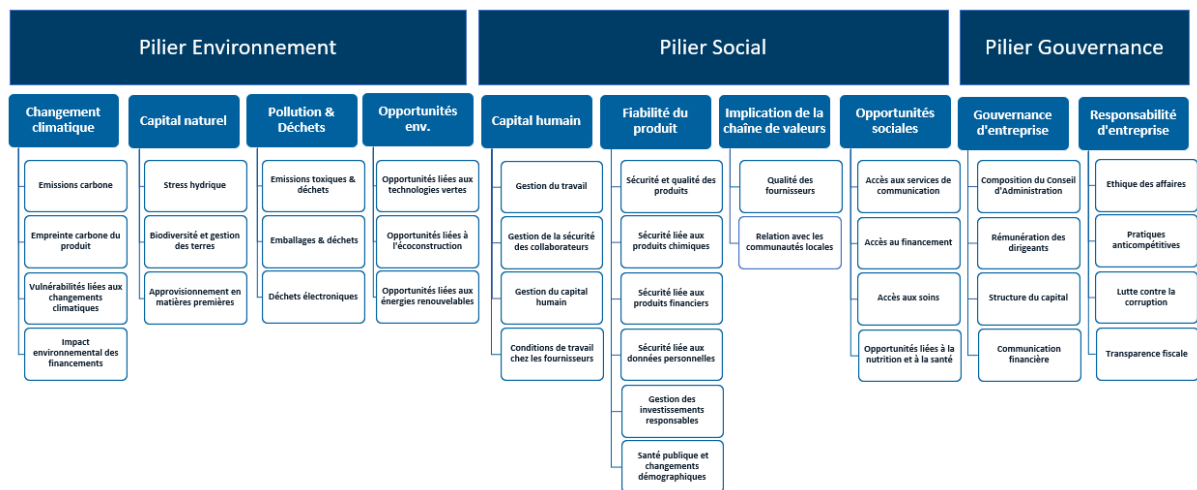 Pilier Environnement
Pilier Social
Pilier Gouvernance
Changement
climatique
Emissions carbone
Empreinte carbone du
produit
Vulnérabilités liées aux
changements
climatiques
Impact
environnemental des
financements
Capital naturel
Stress hydrique
Biodiversité et gestion
des terres
Approvisionnement en
matières premières
Pollution &
Déchets
Emissions toxiques &
déchets
Emballages & déchets
Déchets électroniques
Opportunités
env.
Opportunités liées aux
technologies vertes
Opportunités liées à
l'écoconstruction
Opportunités liées aux
énergies renouvelables
Capital humain
Gestion du travail
Gestion de la sécurité
des collaborateurs
Gestion du capital
humain
Conditions de travail
chez les fournisseurs
Fiabilité du
produit
Sécurité et qualité des
produits
Sécurité liée aux
produits chimiques
Sécurité liée aux
produits financiers
Sécurité liée aux
données personnelles
Gestion des
investissements
responsables
Santé publique et
changements
démographiques
Implication de la
chaîne de valeurs
Qualité des
fournisseurs
Relation avec les
communautés locales
Opportunités
sociales
Accès aux services de
communication
Accès au financement
Accès aux soins
Opportunités liées à la
nutrition et à la santé
Gouvernance
d'entreprise
Composition du Conseil
d'Administration
Rémunération des
dirigeants
Structure du capital
Communication
financière
Responsabilité
d'entreprise
Ethique des affaires
Pratiques
anticompétitives
Lutte contre la
corruption
Transparence fiscale